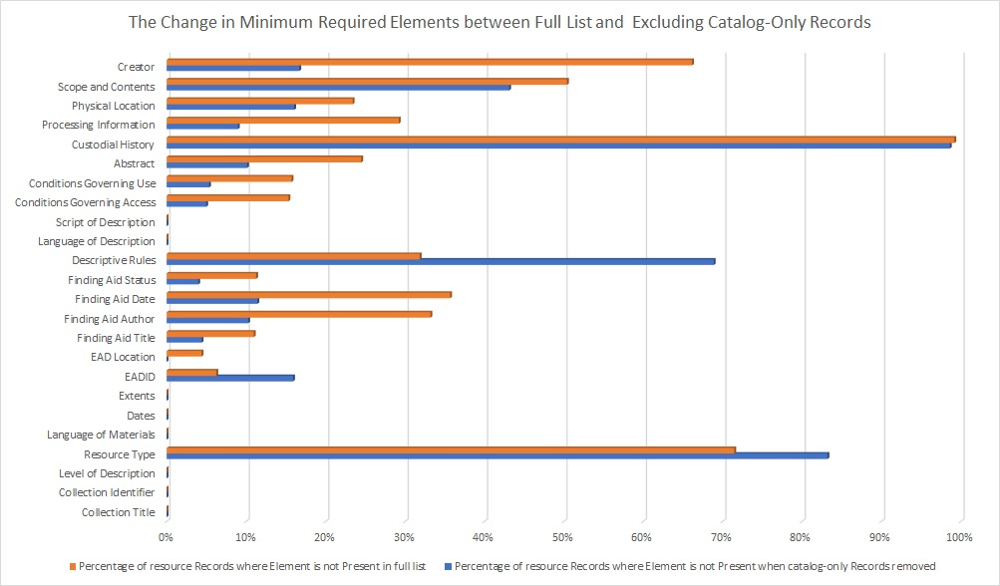 The Change in Minimum Required Elements between Full List and  Excluding Catalog-Only Records
Creator
Scope and Contents
Physical Location
Processing Information
Custodial History
Abstract
Conditions Governing Use
Conditions Governing Access
Script of Description
Language of Description
Descriptive Rules
Finding Aid Status
Finding Aid Date
Finding Aid Author
Finding Aid Title
EAD Location
EADID
Extents
Dates
Language of Materials
Resource Type
Level of Description
Collection Identifier
Collection Title
0% 10% 20% 30% 40% 50% 60% 70% 80% 90% 100%
Percentage of resource Records where Element is not Present in full list Percentage of resource Records where Element is not Present when catalog-only Records removed